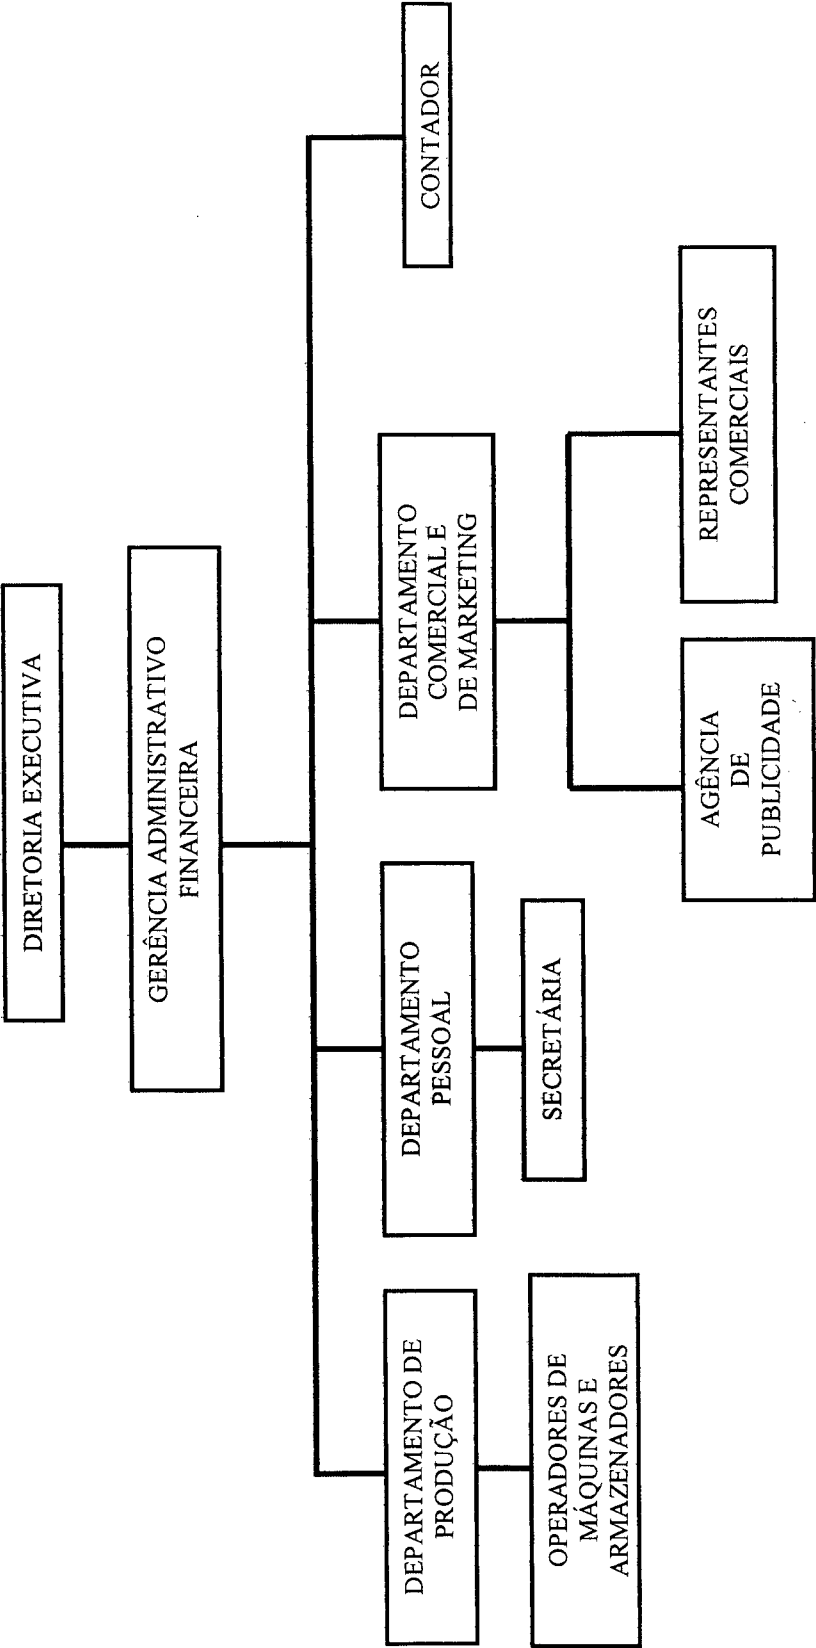 DIRETORIA EXECUTIVA
GERÊNCIA ADMINISTRATIVO
FINANCEIRA
DEPARTAMENTO DE
PRODUÇÃO
DEPARTAMENTO
PESSOAL
DEPARTAMENTO
COMERCIAL E
DE MARKETING
CONTADOR
OPERADORES DE
MÁQUINAS E
ARMAZENADORES
SECRETÁRIA
AGÊNCIA
DE
PUBLICIDADE
REPRESENTANTES
COMERCIAIS